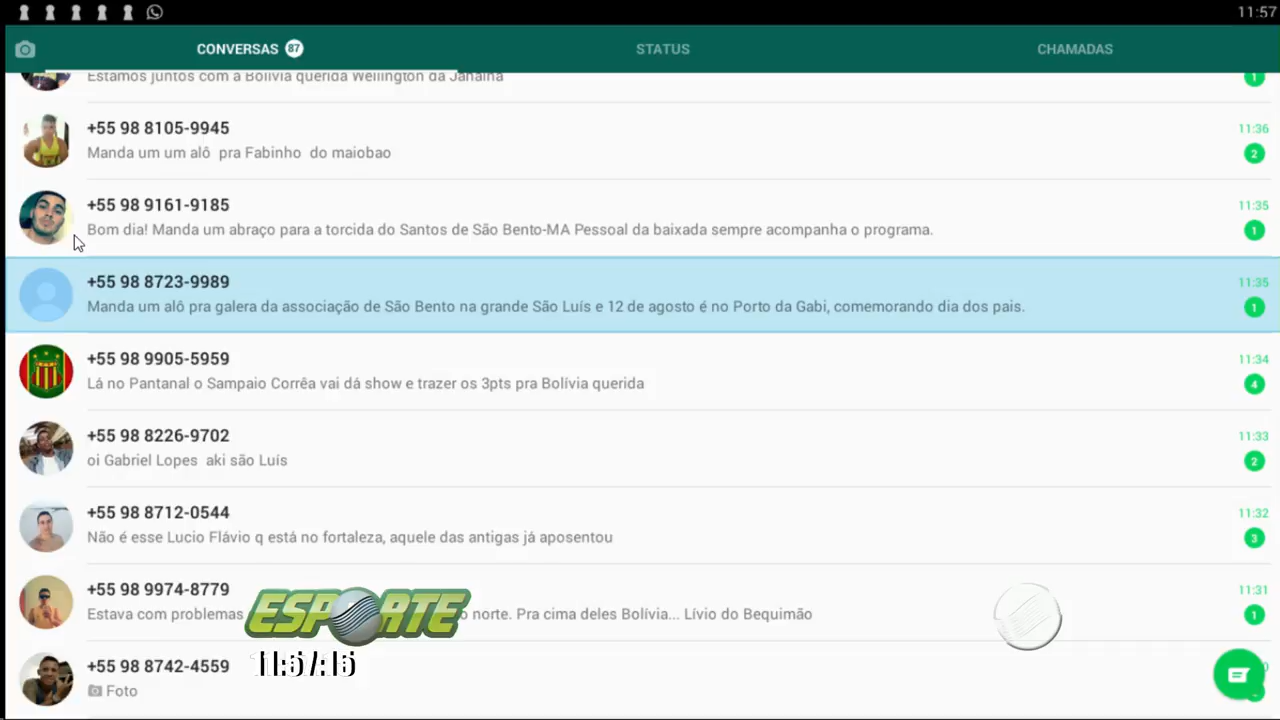 11:57
CONVERSAS 87
STATUS
CHAMADAS
Estamos juntos com a Bolívia querida Wellington da Janaína
1
+55 98 8105-9945
11:36
Manda um um alô pra Fabinho do maiobao
2
+55 98 9161-9185
11:35
Bom dia! Manda um abraço para a torcida do Santos de São Bento-MA Pessoal da baixada sempre acompanha o programa.
1
+55 98 8723-9989
11:35
Manda um alô pra galera da associação de São Bento na grande São Luís e 12 de agosto é no Porto da Gabi, comemorando dia dos pais.
1
+55 98 9905-5959
11:34
Lá no Pantanal o Sampaio Corrêa vai dá show e trazer os 3pts pra Bolívia querida
4
+55 98 8226-9702
11:33
oi Gabriel Lopes aki são Luís
2
+55 98 8712-0544
11:32
Não é esse Lucio Flávio q está no fortaleza, aquele das antigas já aposentou
3
+55 98 9974-8779
11:31
Estava com problemas norte. Pra cima deles Bolívia... Lívio do Bequimão
1
ESPORTE
+55 98 8742-4559
11:57:16
Foto